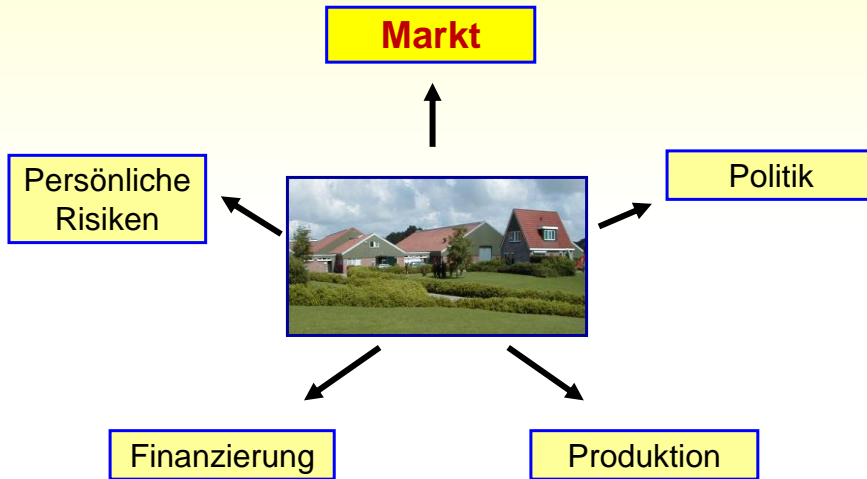 Markt
Persönliche
Risiken
Politik
Finanzierung
Produktion